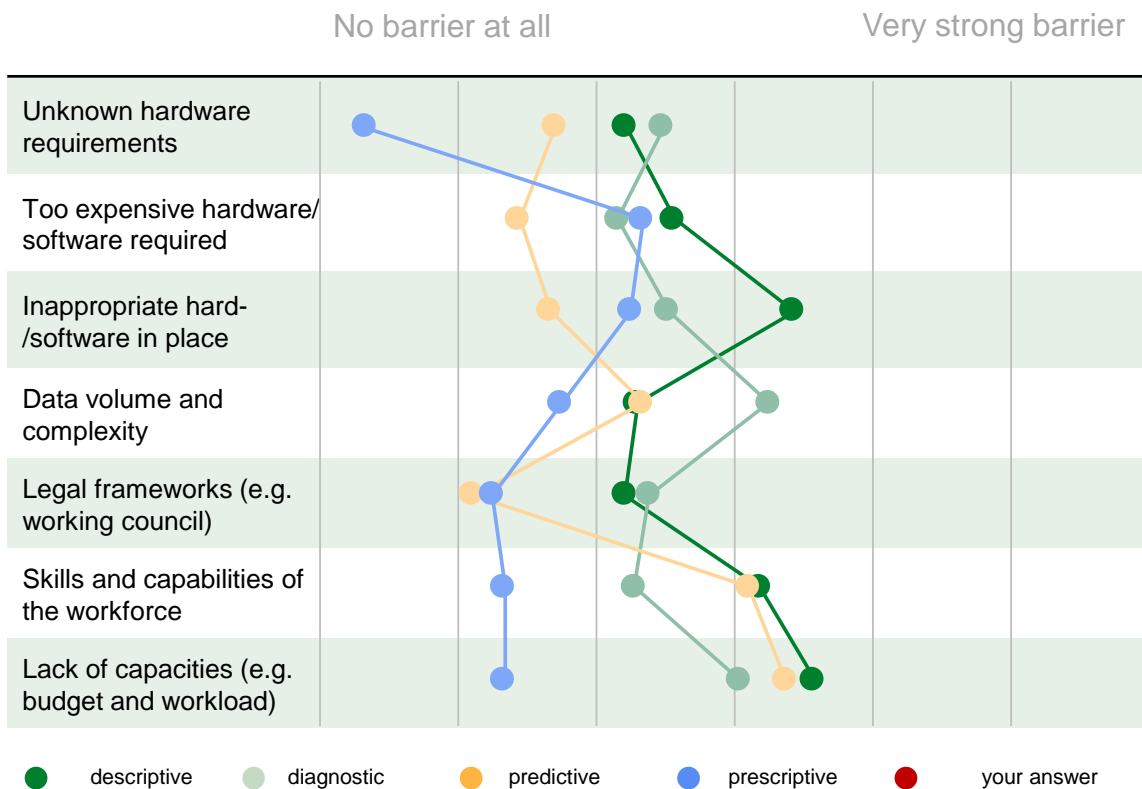 No barrier at all
Very strong barrier
Unknown hardware
requirements
Too expensive hardware/
software required
Inappropriate hard-
/software in place
Data volume and
complexity
Legal frameworks (e.g.
working council)
Skills and capabilities of
the workforce
Lack of capacities (e.g.
budget and workload)
descriptive
diagnostic
predictive
prescriptive
your answer